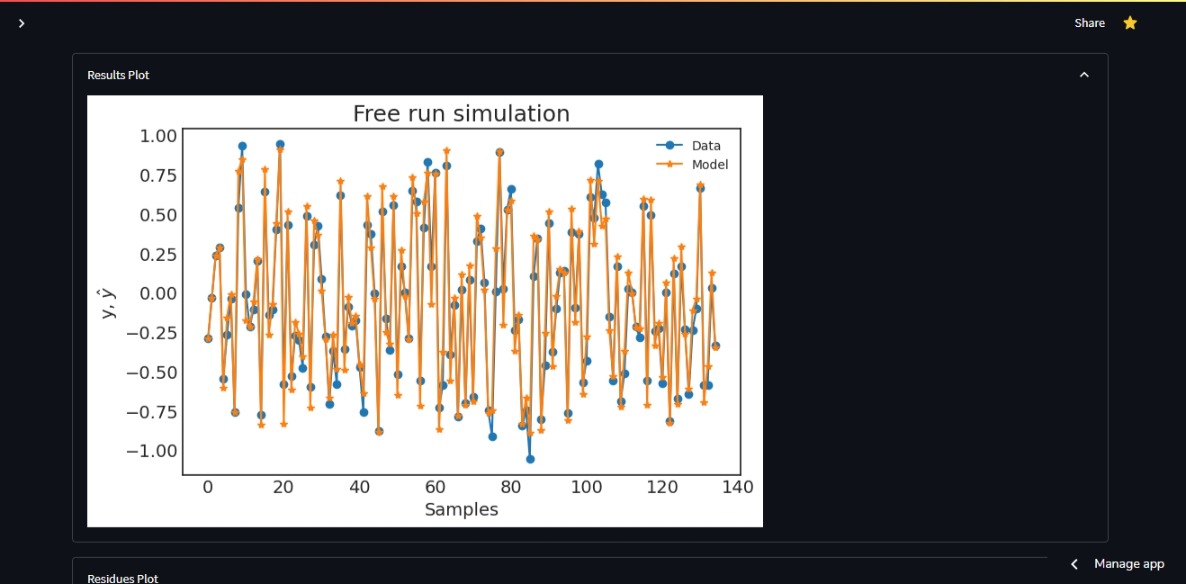 Share
Results Plot
Free run simulation
Data
Model
1.00
0.75
0.50
0.25
0.00
−0.25
−0.50
−0.75
−1.00
y, ŷ
0 20 40 60 80 100 120 140
Samples
Manage app
Residues Plot